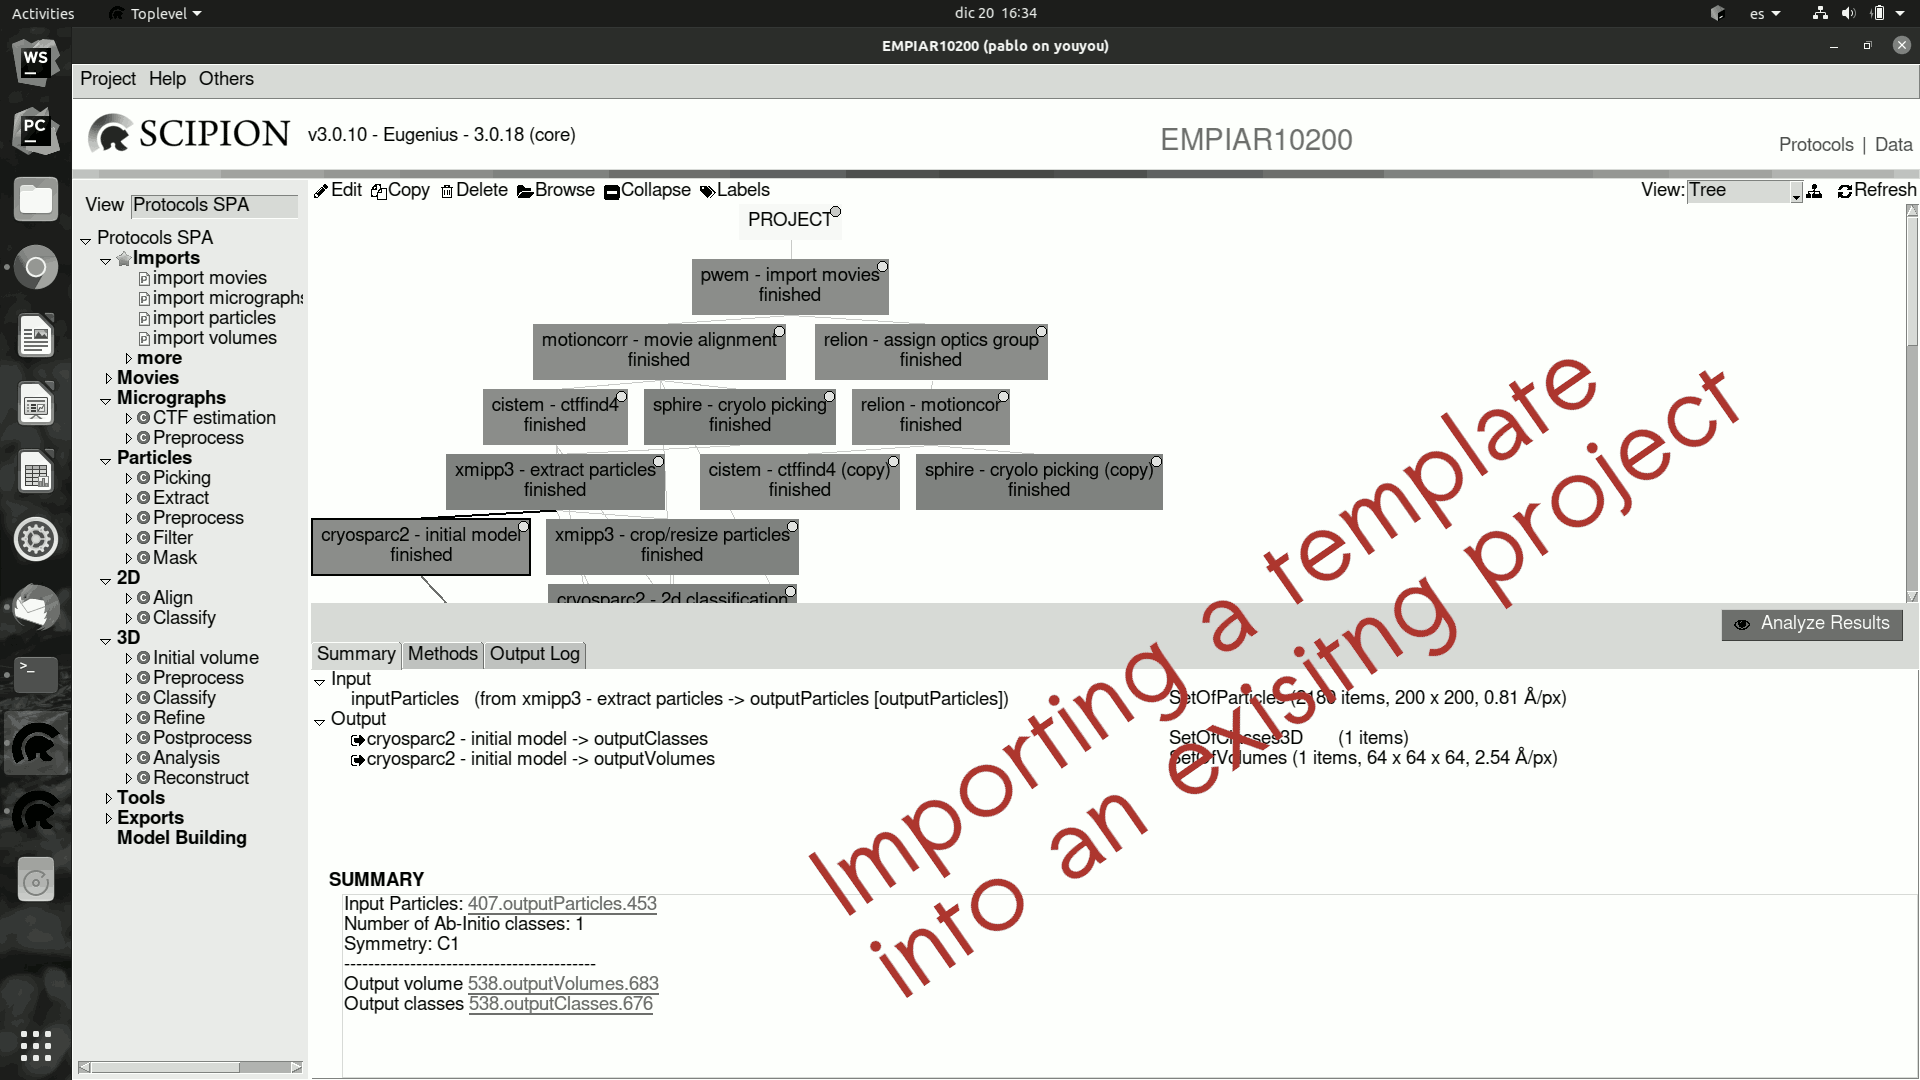 Activities
Toplevel
dic 20 16:34
es
EMPIAR10200 (pablo on youyou)
WS
PC
Project Help Others
SCIPION
v3.0.10 - Eugenius - 3.0.18 (core)
EMPIAR10200
Protocols | Data
View Protocols SPA
Protocols SPA
Imports
import movies
import micrographs
import particles
import volumes
more
Movies
Micrographs
CTF estimation
Preprocess
Particles
Picking
Extract
Preprocess
Filter
Mask
2D
Align
Classify
3D
Initial volume
Preprocess
Classify
Refine
Postprocess
Analysis
Reconstruct
Tools
Exports
Model Building
Edit Copy Delete Browse Collapse Labels
View: Tree
Refresh
PROJECT
pwem - import movies
finished
motioncorr - movie alignment
finished
relion - assign optics group
finished
cistem - ctffind4
finished
sphire - cryolo picking
finished
relion - motioncor
finished
xmipp3 - extract particles
finished
cistem - ctffind4 (copy)
finished
sphire - cryolo picking (copy)
finished
cryosparc2 - initial model
finished
xmipp3 - crop/resize particles
finished
cryosparc2 - 2d classification
Analyze Results
Summary Methods Output Log
Input
inputParticles (from xmipp3 - extract particles -> outputParticles [outputParticles])
SetOfParticles (2180 items, 200 x 200, 0.81 Å/px)
Output
cryosparc2 - initial model -> outputClasses
SetOfClasses3D (1 items)
cryosparc2 - initial model -> outputVolumes
SetOfVolumes (1 items, 64 x 64 x 64, 2.54 Å/px)
SUMMARY
Input Particles: 407.outputParticles.453
Number of Ab-Initio classes: 1
Symmetry: C1
------------------------------------------
Output volume 538.outputVolumes.683
Output classes 538.outputClasses.676
Importing a template
into an exisitng project